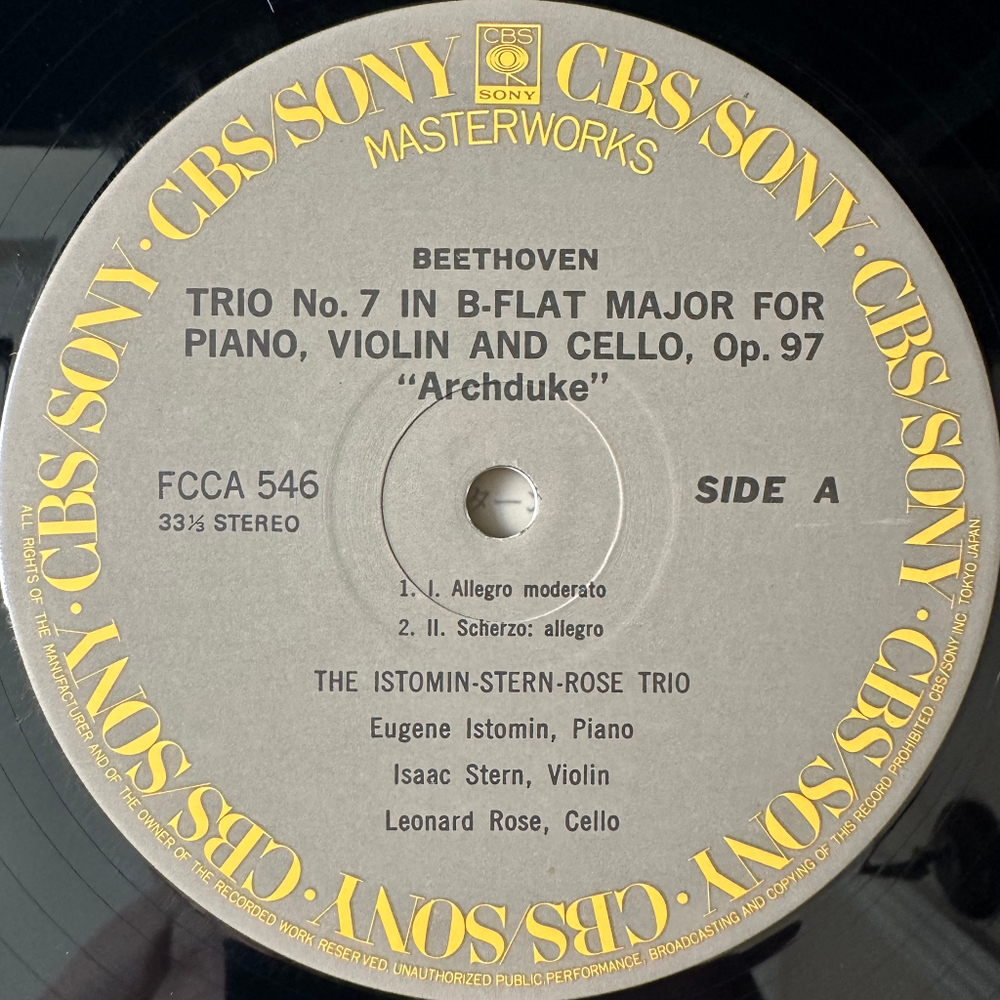 CBS
SONY
CBS/SONY · CBS/SONY · CBS/SONY · CBS/SONY · CBS/SONY · CBS/SONY · CBS/SONY · CBS/SONY · CBS/SONY
MASTERWORKS
BEETHOVEN
TRIO No. 7 IN B-FLAT MAJOR FOR
PIANO, VIOLIN AND CELLO, Op. 97
“Archduke”
FCCA 546
33⅓ STEREO
SIDE A
ター
1. I. Allegro moderato
2. II. Scherzo: allegro
THE ISTOMIN-STERN-ROSE TRIO
Eugene Istomin, Piano
Isaac Stern, Violin
Leonard Rose, Cello
ALL RIGHTS OF THE MANUFACTURER AND OF THE OWNER OF THE RECORDED WORK RESERVED. UNAUTHORIZED PUBLIC PERFORMANCE, BROADCASTING AND COPYING OF THIS RECORD PROHIBITED. CBS/SONY INC. TOKYO JAPAN